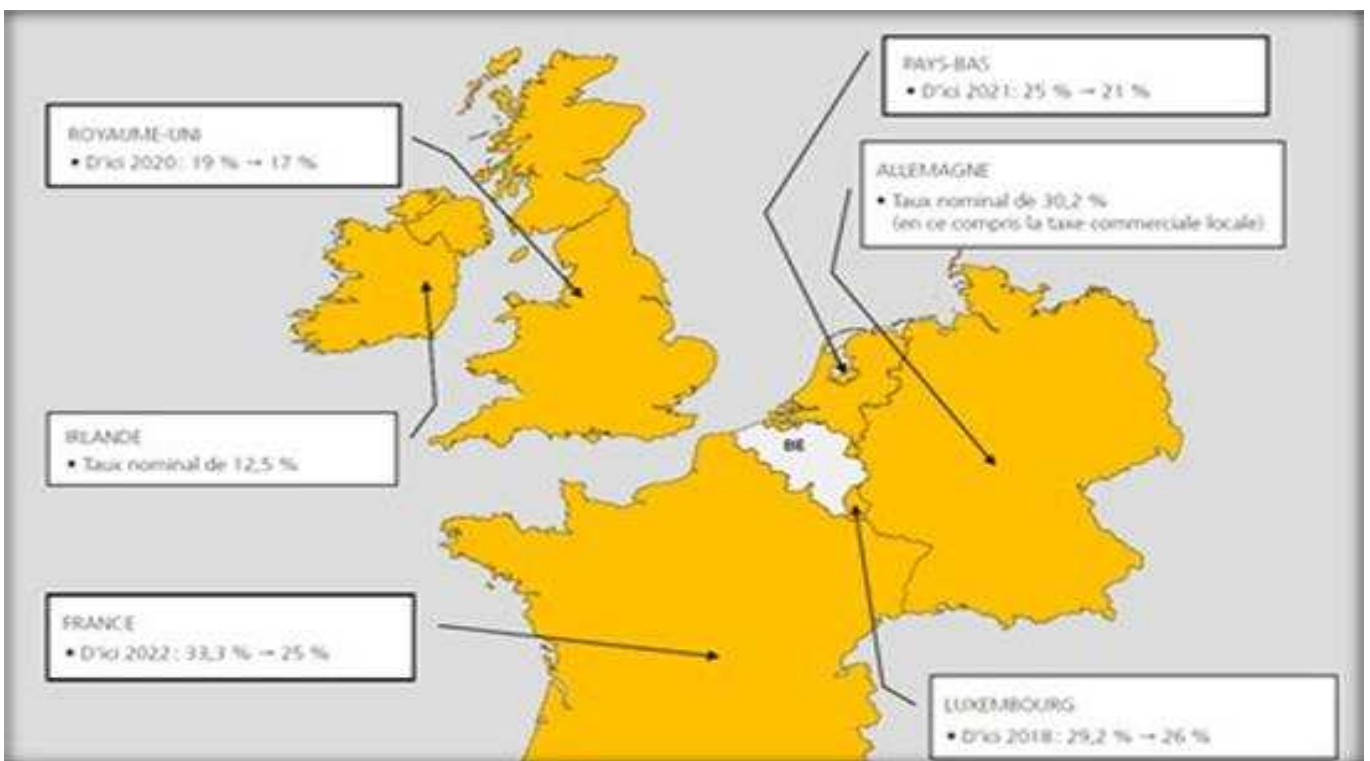 PAYS-BAS
• D'ici 2021 : 25 % → 21 %
ROYAUME-UNI
• D'ici 2020 : 19 % → 17 %
ALLEMAGNE
• Taux nominal de 30,2 %
(en ce compris la taxe commerciale locale)
IRLANDE
• Taux nominal de 12,5 %
BE
FRANCE
• D'ici 2022 : 33,3 % → 25 %
LUXEMBOURG
• D'ici 2018 : 29,2 % → 26 %